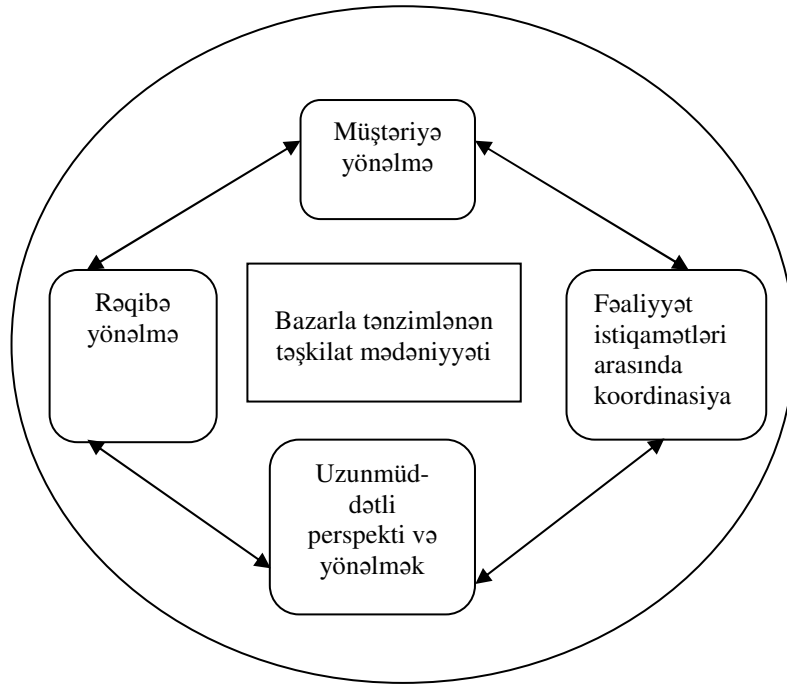 Müştəriyə
yönəlmə
Rəqibə
yönəlmə
Bazarla tənzimlənən
təşkilat mədəniyyəti
Fəaliyyət
istiqamətləri
arasında
koordinasiya
Uzunmüd-
dətli
perspekti və
yönəlmək